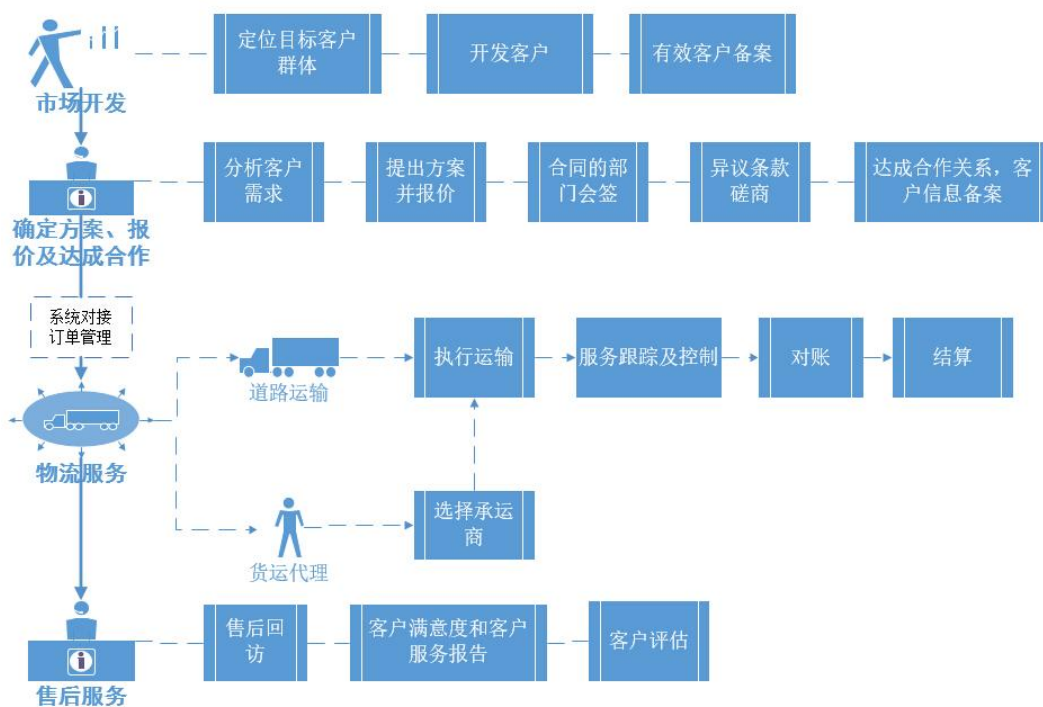 定位目标客户
群体
开发客户
有效客户备案
市场开发
分析客户
需求
提出方案
并报价
合同的部
门会签
异议条款
磋商
达成合作关系，客
户信息备案
确定方案、报
价及达成合作
系统对接
订单管理
道路运输
执行运输
服务跟踪及控制
对账
结算
物流服务
货运代理
选择承运
商
售后回
访
客户满意度和客户
服务报告
客户评估
售后服务